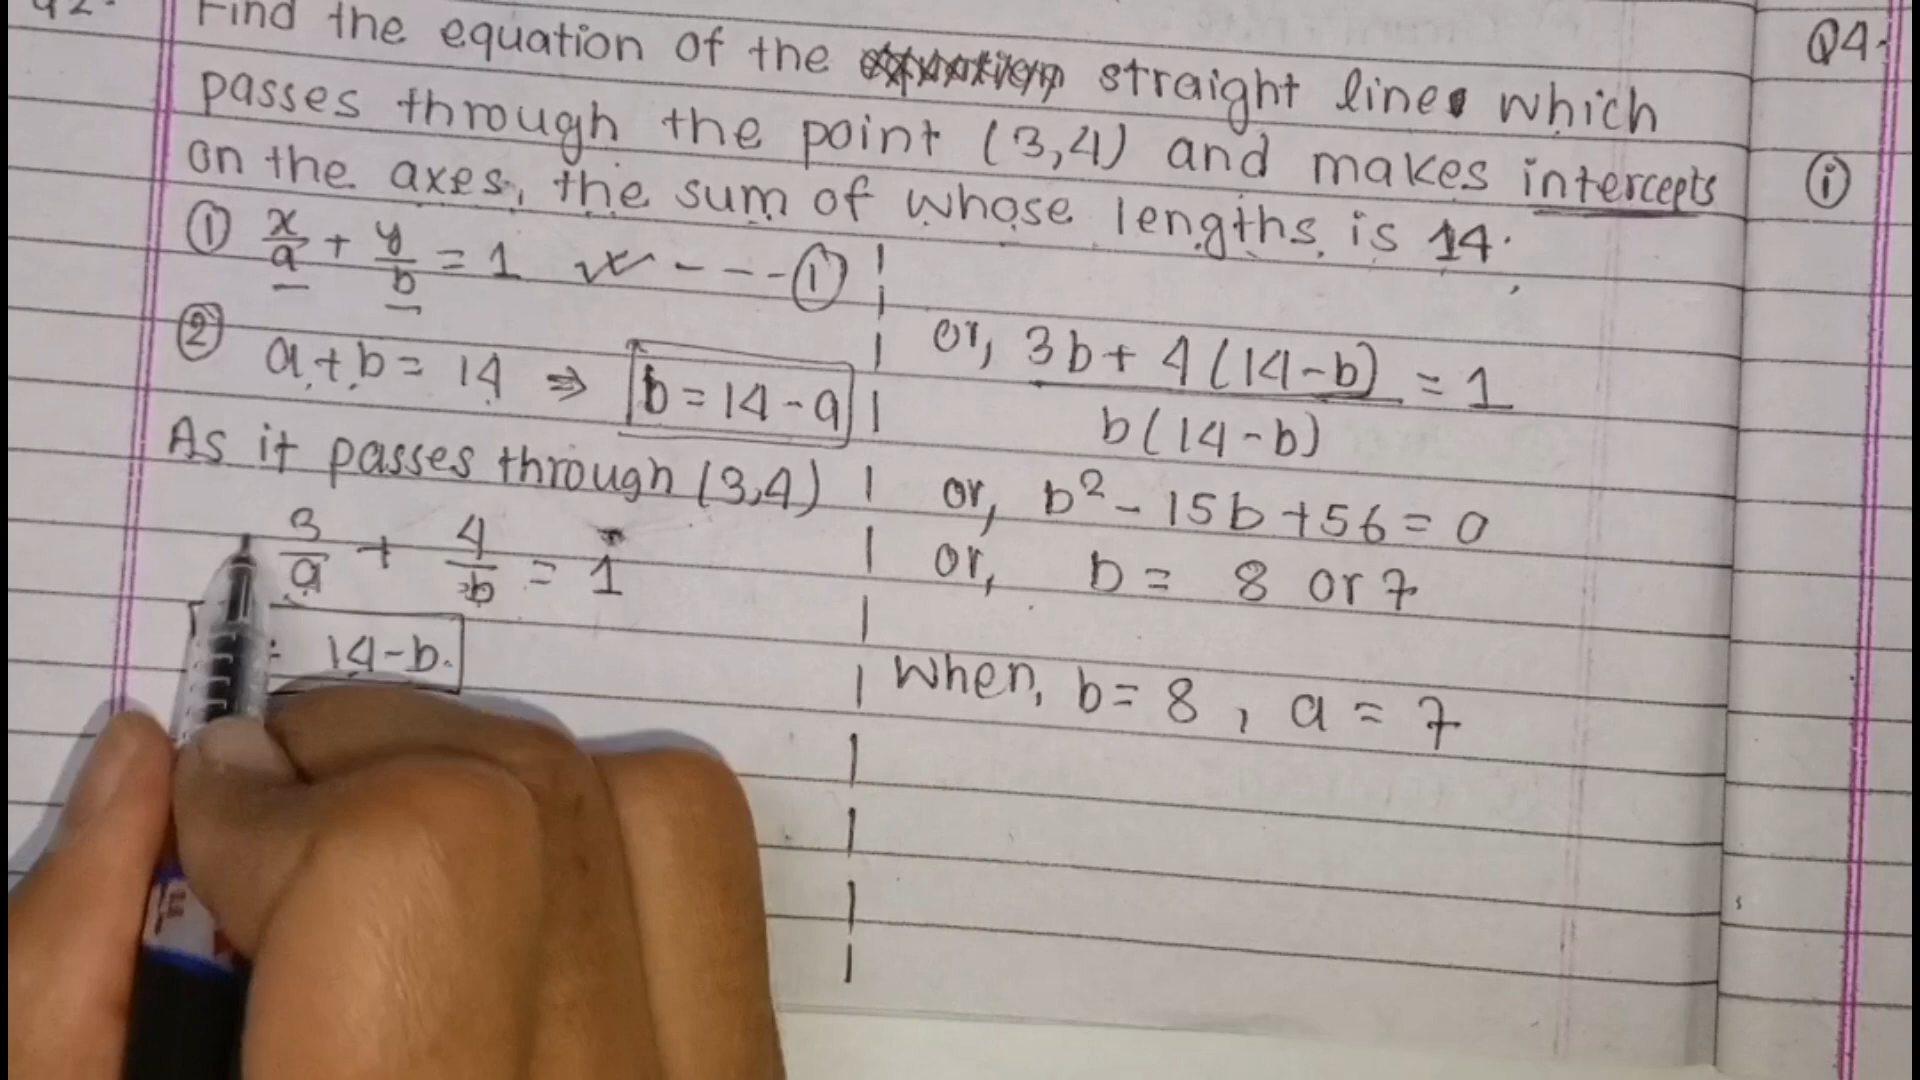 Find the equation of the straight line which
passes through the point (3,4) and makes intercepts
on the axes, the sum of whose lengths is 14.
① x/a + y/b = 1 ✓ ---①
② a+b = 14 ⇒ b = 14-a
As it passes through (3,4)
3/a + 4/b = 1
= 14-b.
or, 3b + 4(14-b) / b(14-b) = 1
or, b² - 15b + 56 = 0
or, b = 8 or 7
When, b = 8, a = 7
Q4.
i